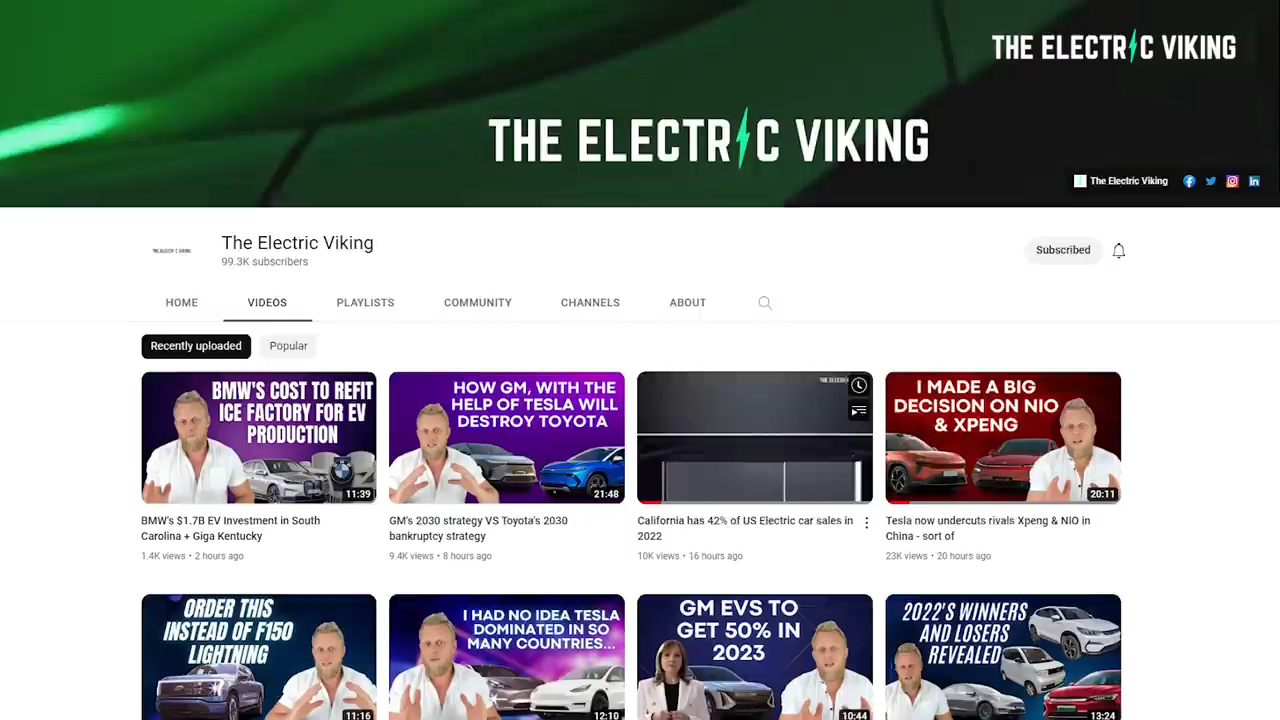 THE ELECTRIC VIKING
THE ELECTRIC VIKING
The Electric Viking
The Electric Viking
99.3K subscribers
Subscribed
HOME
VIDEOS
PLAYLISTS
COMMUNITY
CHANNELS
ABOUT
Recently uploaded
Popular
BMW'S COST TO REFIT
ICE FACTORY FOR EV
PRODUCTION
11:39
BMW's $1.7B EV Investment in South
Carolina + Giga Kentucky
1.4K views • 2 hours ago
HOW GM, WITH THE
HELP OF TESLA WILL
DESTROY TOYOTA
21:48
GM's 2030 strategy VS Toyota's 2030
bankruptcy strategy
9.4K views • 8 hours ago
California has 42% of US Electric car sales in
2022
10K views • 16 hours ago
I MADE A BIG
DECISION ON NIO
& XPENG
20:11
Tesla now undercuts rivals Xpeng & NIO in
China - sort of
23K views • 20 hours ago
ORDER THIS
INSTEAD OF F150
LIGHTNING
11:16
I HAD NO IDEA TESLA
DOMINATED IN SO
MANY COUNTRIES...
12:10
GM EVS TO
GET 50% IN
2023
10:44
2022'S WINNERS
AND LOSERS
REVEALED
13:24